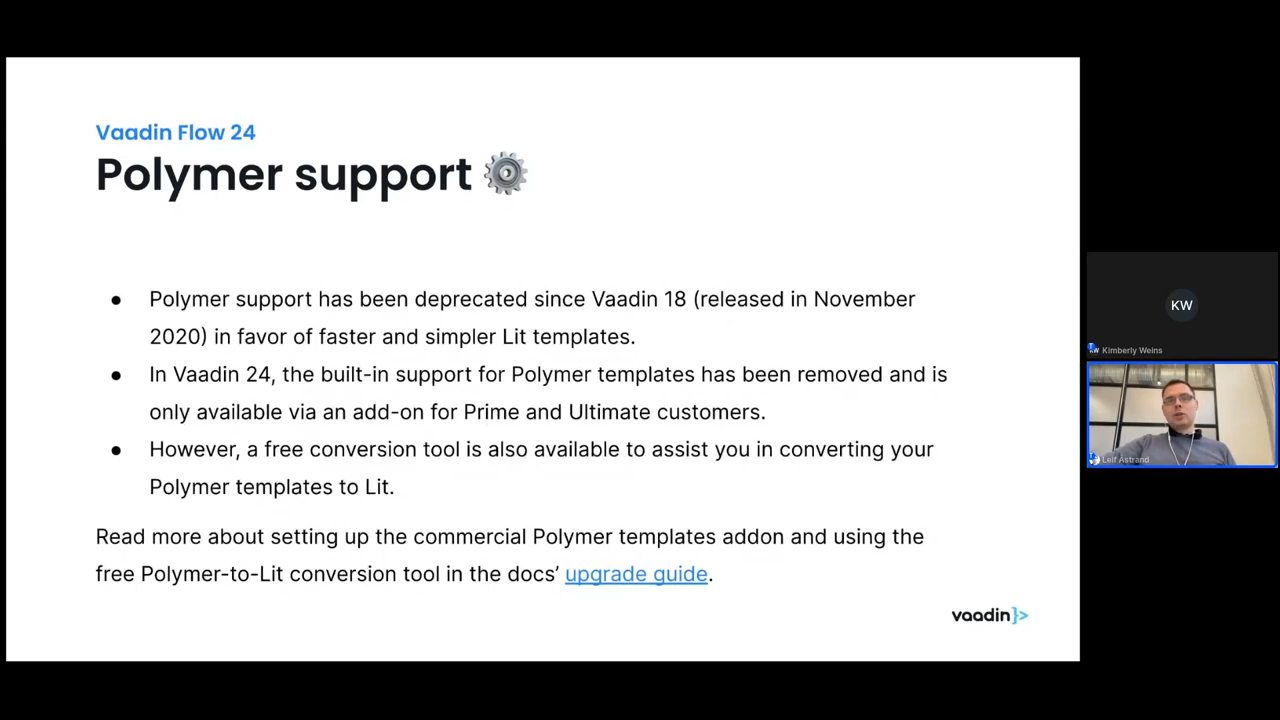 Vaadin Flow 24
Polymer support
● Polymer support has been deprecated since Vaadin 18 (released in November
2020) in favor of faster and simpler Lit templates.
● In Vaadin 24, the built-in support for Polymer templates has been removed and is
only available via an add-on for Prime and Ultimate customers.
● However, a free conversion tool is also available to assist you in converting your
Polymer templates to Lit.
Read more about setting up the commercial Polymer templates addon and using the
free Polymer-to-Lit conversion tool in the docs’ upgrade guide.
vaadin}>
KW
Kimberly Weins
Leif Åstrand